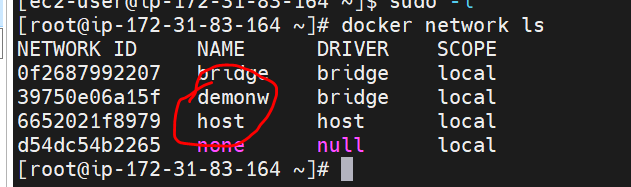 [ec2-user@ip-172-31-83-164 ~]$ sudo -i
[root@ip-172-31-83-164 ~]# docker network ls
NETWORK ID NAME DRIVER SCOPE
0f2687992207 bridge bridge local
39750e06a15f demonw bridge local
6652021f8979 host host local
d54dc54b2265 none null local
[root@ip-172-31-83-164 ~]#